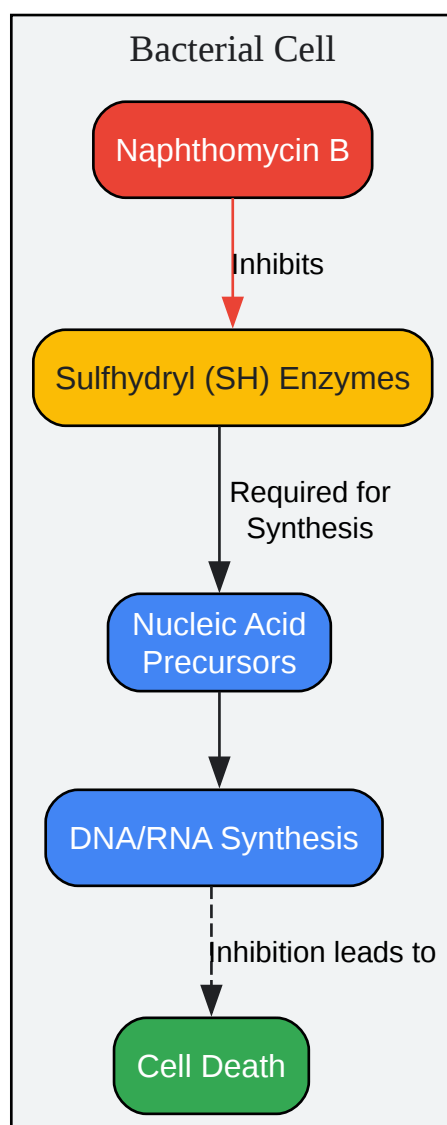 Bacterial Cell
Naphthomycin B
Inhibits
Sulfhydryl (SH) Enzymes
Required for
Synthesis
Nucleic Acid
Precursors
DNA/RNA Synthesis
Inhibition leads to
Cell Death